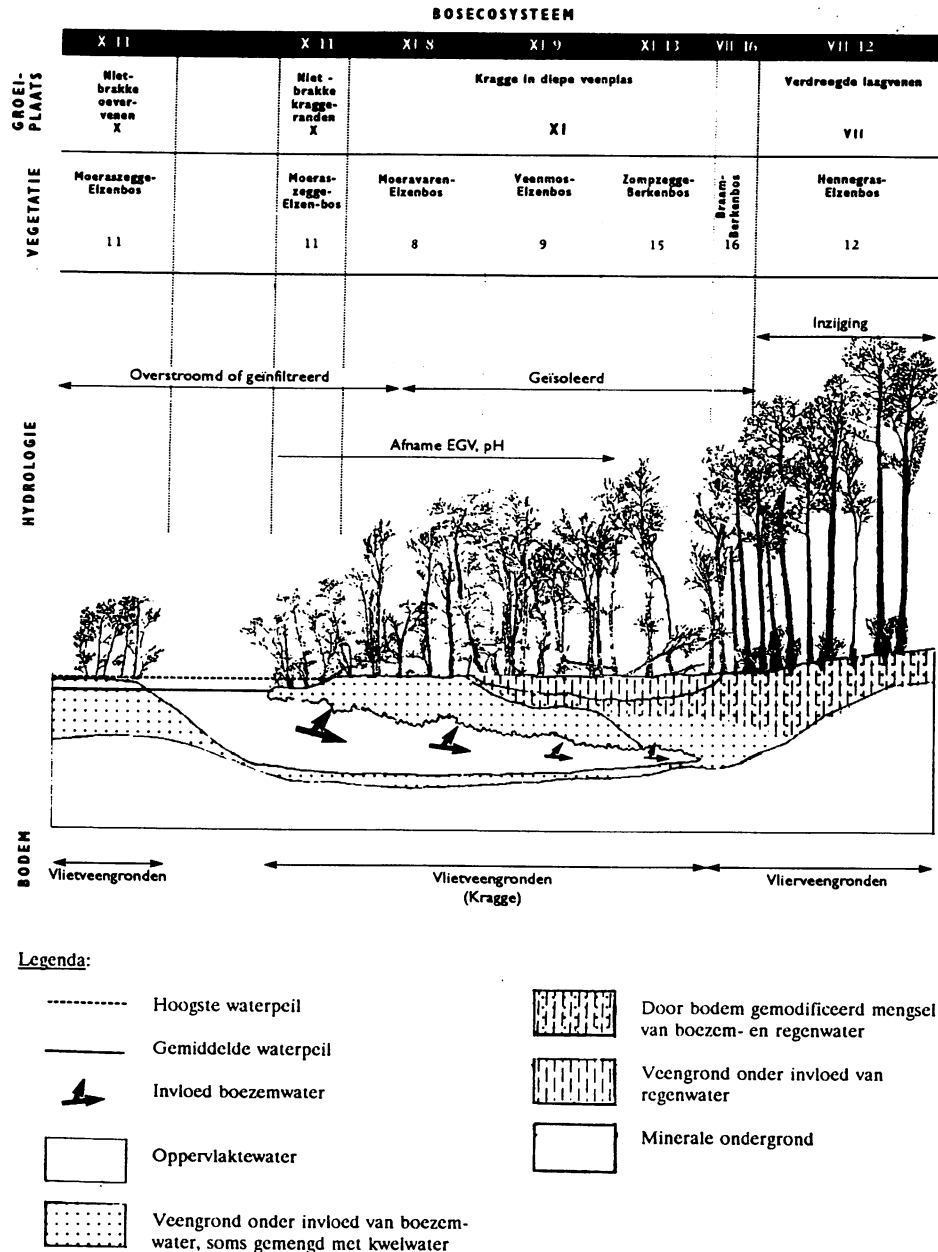 BOSECOSYSTEEM
X-11 X-11 XI-8 XI-9 XI-13 VII-16 VII-12
GROEI-
PLAATS
Niet-
brakke
oever-
venen
X
Niet -
brakke
kragge-
randen
X
Kragge in diepe veenplas
XI
Verdroogde laagvenen
VII
VEGETATIE
Moeraszegge-
Elzenbos
11
Moeras-
zegge-
Elzen-bos
11
Moeravaren-
Elzenbos
8
Veenmos-
Elzenbos
9
Zompzegge-
Berkenbos
15
Braam-
Berkenbos
16
Hennegras-
Elzenbos
12
HYDROLOGIE
Inzijging
Overstroomd of geïnfiltreerd
Geïsoleerd
Afname EGV, pH
BODEM
Vlietveengronden
Vlietveengronden
(Kragge)
Vlierveengronden
Legenda:
Hoogste waterpeil
Gemiddelde waterpeil
Invloed boezemwater
Oppervlaktewater
Veengrond onder invloed van boezem-
water, soms gemengd met kwelwater
Door bodem gemodificeerd mengsel
van boezem- en regenwater
Veengrond onder invloed van
regenwater
Minerale ondergrond